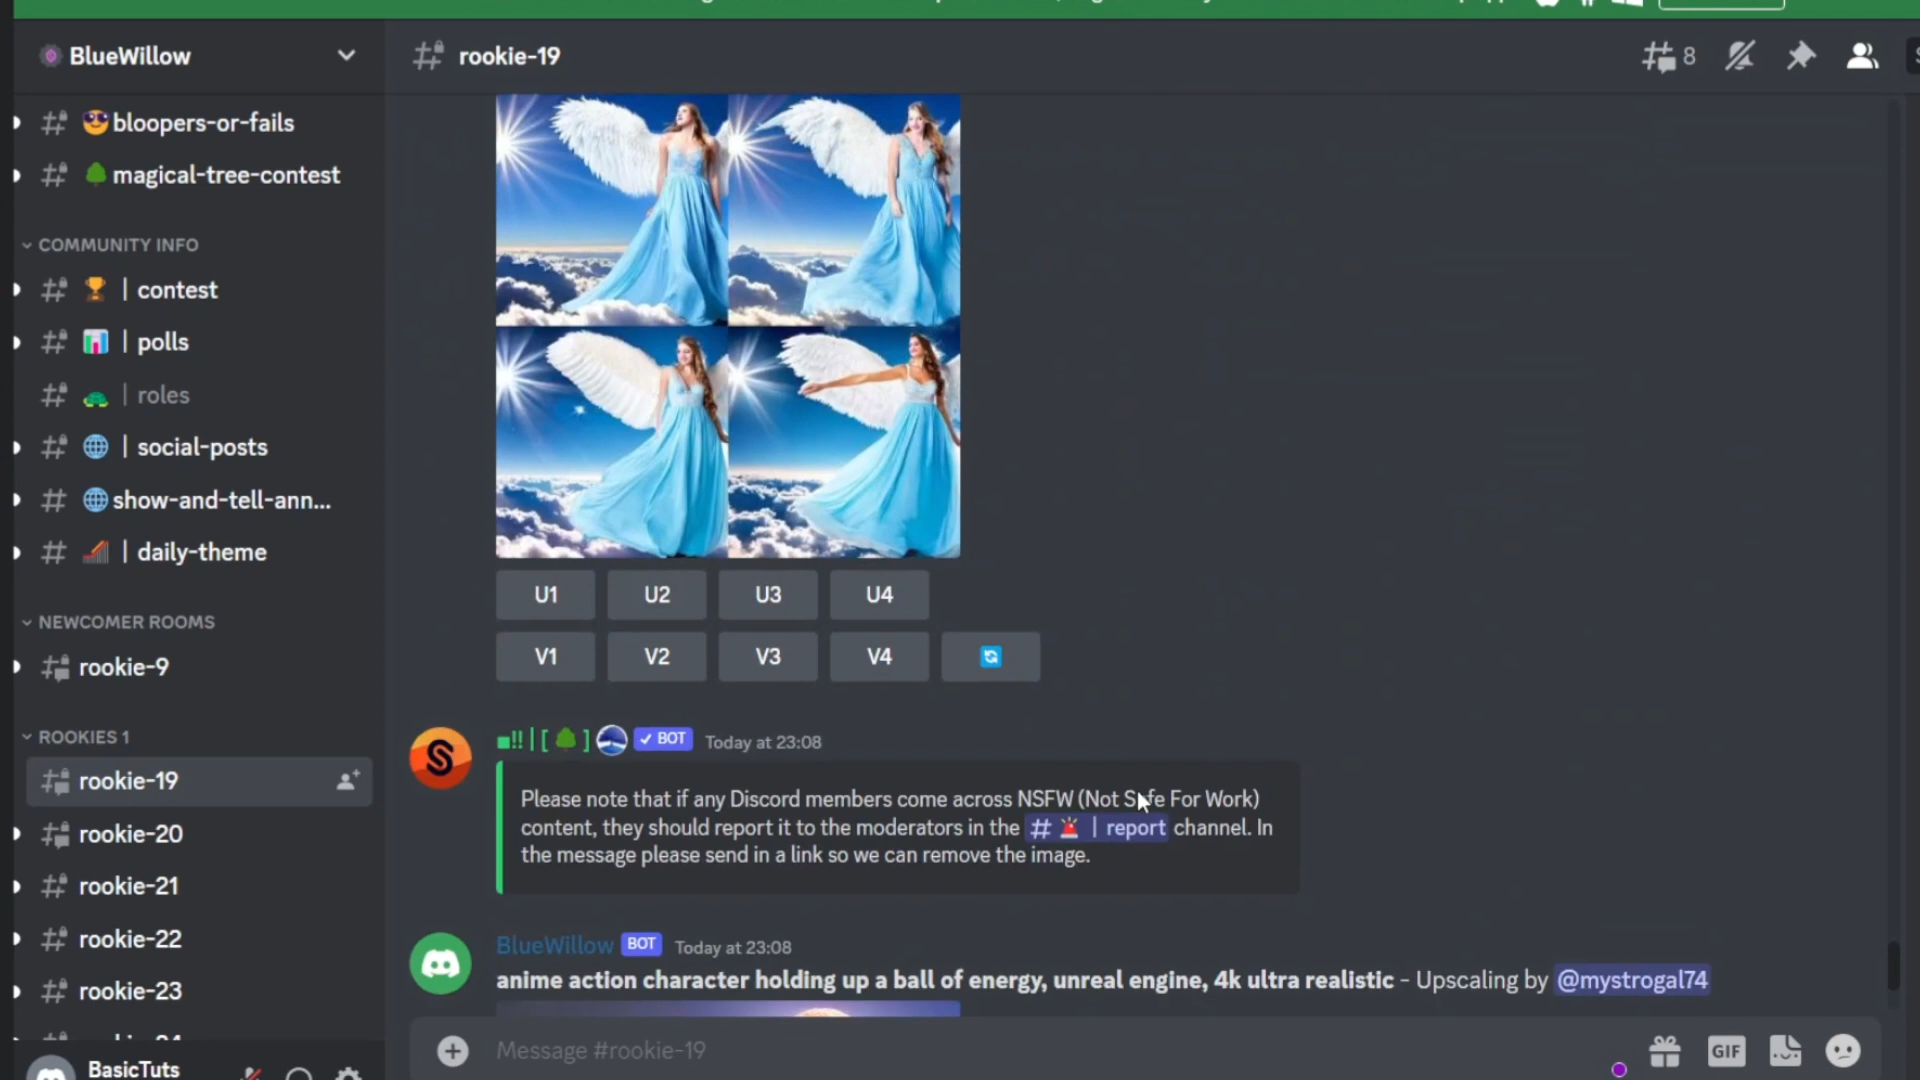 BlueWillow
rookie-19
8
bloopers-or-fails
magical-tree-contest
COMMUNITY INFO
| contest
| polls
| roles
| social-posts
show-and-tell-ann...
| daily-theme
NEWCOMER ROOMS
rookie-9
ROOKIES 1
rookie-19
rookie-20
rookie-21
rookie-22
rookie-23
BasicTuts
U1 U2 U3 U4
V1 V2 V3 V4
!! | [ ] BOT Today at 23:08
Please note that if any Discord members come across NSFW (Not Safe For Work)
content, they should report it to the moderators in the # | report channel. In
the message please send in a link so we can remove the image.
BlueWillow BOT Today at 23:08
anime action character holding up a ball of energy, unreal engine, 4k ultra realistic - Upscaling by @mystrogal74
Message #rookie-19
GIF